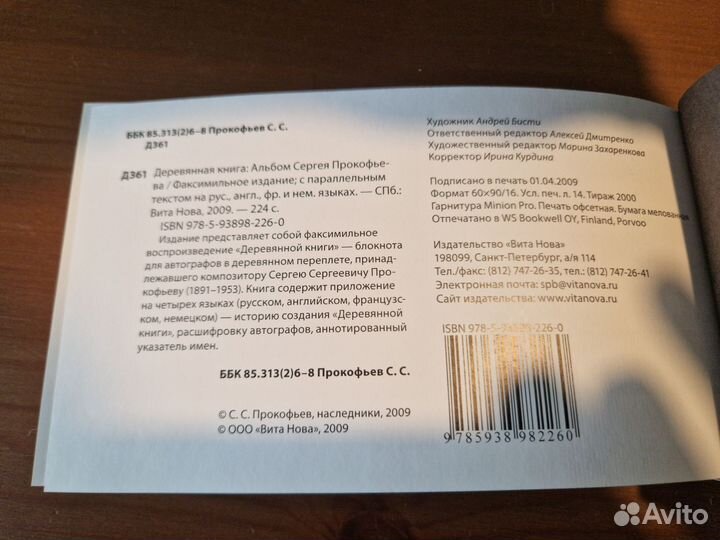 ББК 85.313(2)6–8 Прокофьев С. С.
Д361
Д361 Деревянная книга: Альбом Сергея Прокофье-
ва / Факсимильное издание; с параллельным
текстом на рус., англ., фр. и нем. языках. — СПб.:
Вита Нова, 2009. — 224 с.
ISBN 978-5-93898-226-0
Издание представляет собой факсимильное
воспроизведение «Деревянной книги» — блокнота
для автографов в деревянном переплете, принад-
лежавшего композитору Сергею Сергеевичу Про-
кофьеву (1891–1953). Книга содержит приложение
на четырех языках (русском, английском, француз-
ском, немецком) — историю создания «Деревянной
книги», расшифровку автографов, аннотированный
указатель имен.
ББК 85.313(2)6–8 Прокофьев С. С.
© С. С. Прокофьев, наследники, 2009
© ООО «Вита Нова», 2009
Художник Андрей Бисти
Ответственный редактор Алексей Дмитренко
Художественный редактор Марина Захаренкова
Корректор Ирина Курдина
Подписано в печать 01.04.2009
Формат 60×90/16. Усл. печ. л. 14. Тираж 2000
Гарнитура Minion Pro. Печать офсетная. Бумага мелованная
Отпечатано в WS Bookwell OY, Finland, Porvoo
Издательство «Вита Нова»
198099, Санкт-Петербург, а/я 114
Тел./факс: (812) 747-26-35, тел.: (812) 747-26-41
Электронная почта: spb@vitanova.ru
Сайт издательства: www.vitanova.ru
ISBN 978-5-93898-226-0
9 785938 982260
Avito